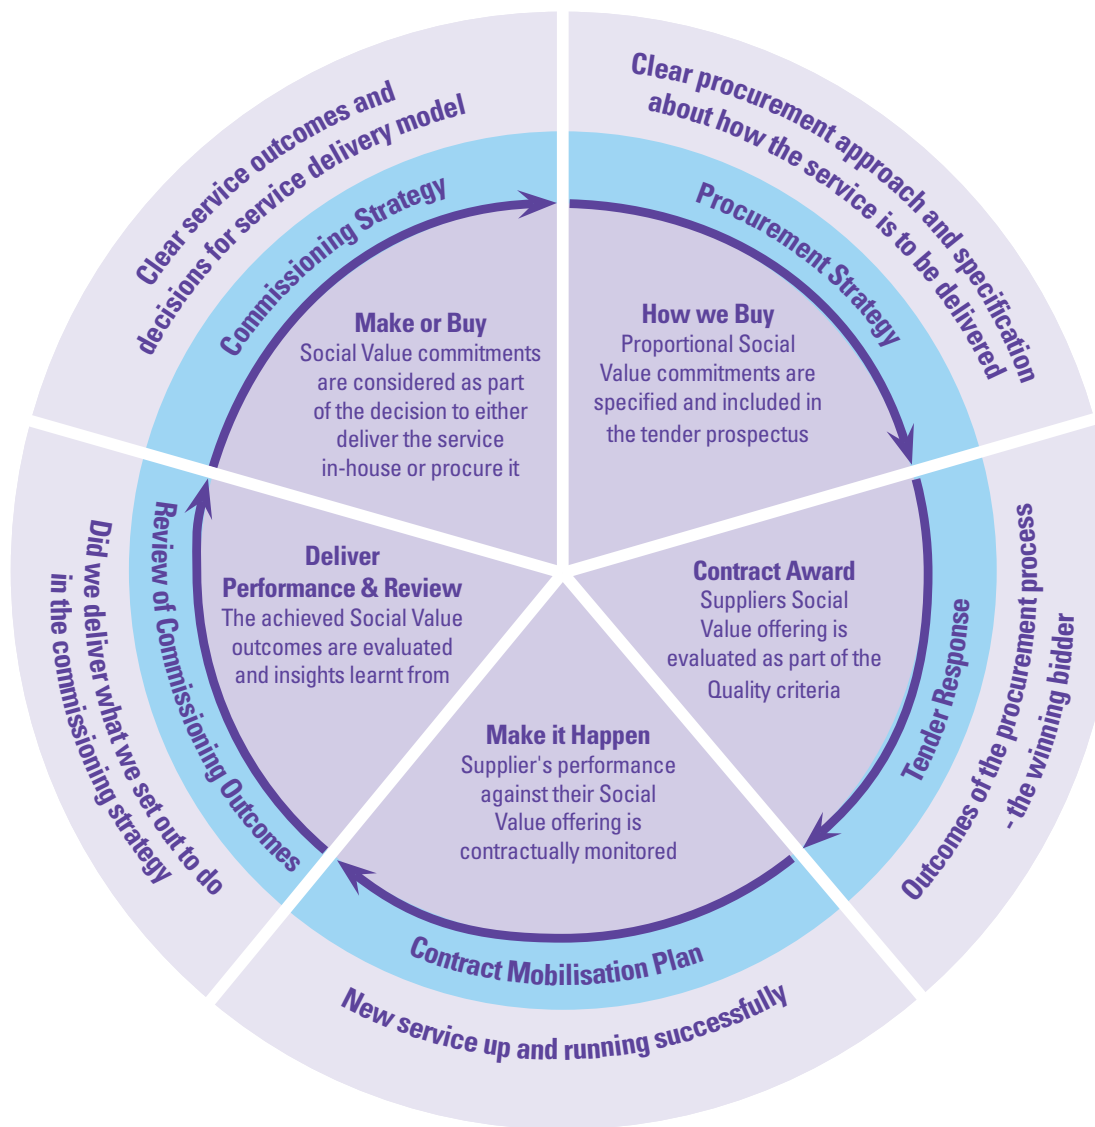 Clear service outcomes and
decisions for service delivery model
Commissioning Strategy
Make or Buy
Social Value commitments
are considered as part
of the decision to either
deliver the service
in-house or procure it
Clear procurement approach and specification
about how the service is to be delivered
Procurement Strategy
How we Buy
Proportional Social
Value commitments are
specified and included in
the tender prospectus
Outcomes of the procurement process
- the winning bidder
Tender Response
Contract Award
Suppliers Social
Value offering is
evaluated as part of the
Quality criteria
Make it Happen
Supplier's performance
against their Social
Value offering is
contractually monitored
Contract Mobilisation Plan
New service up and running successfully
Did we deliver what we set out to do
in the commissioning strategy
Review of Commissioning Outcomes
Deliver
Performance & Review
The achieved Social Value
outcomes are evaluated
and insights learnt from